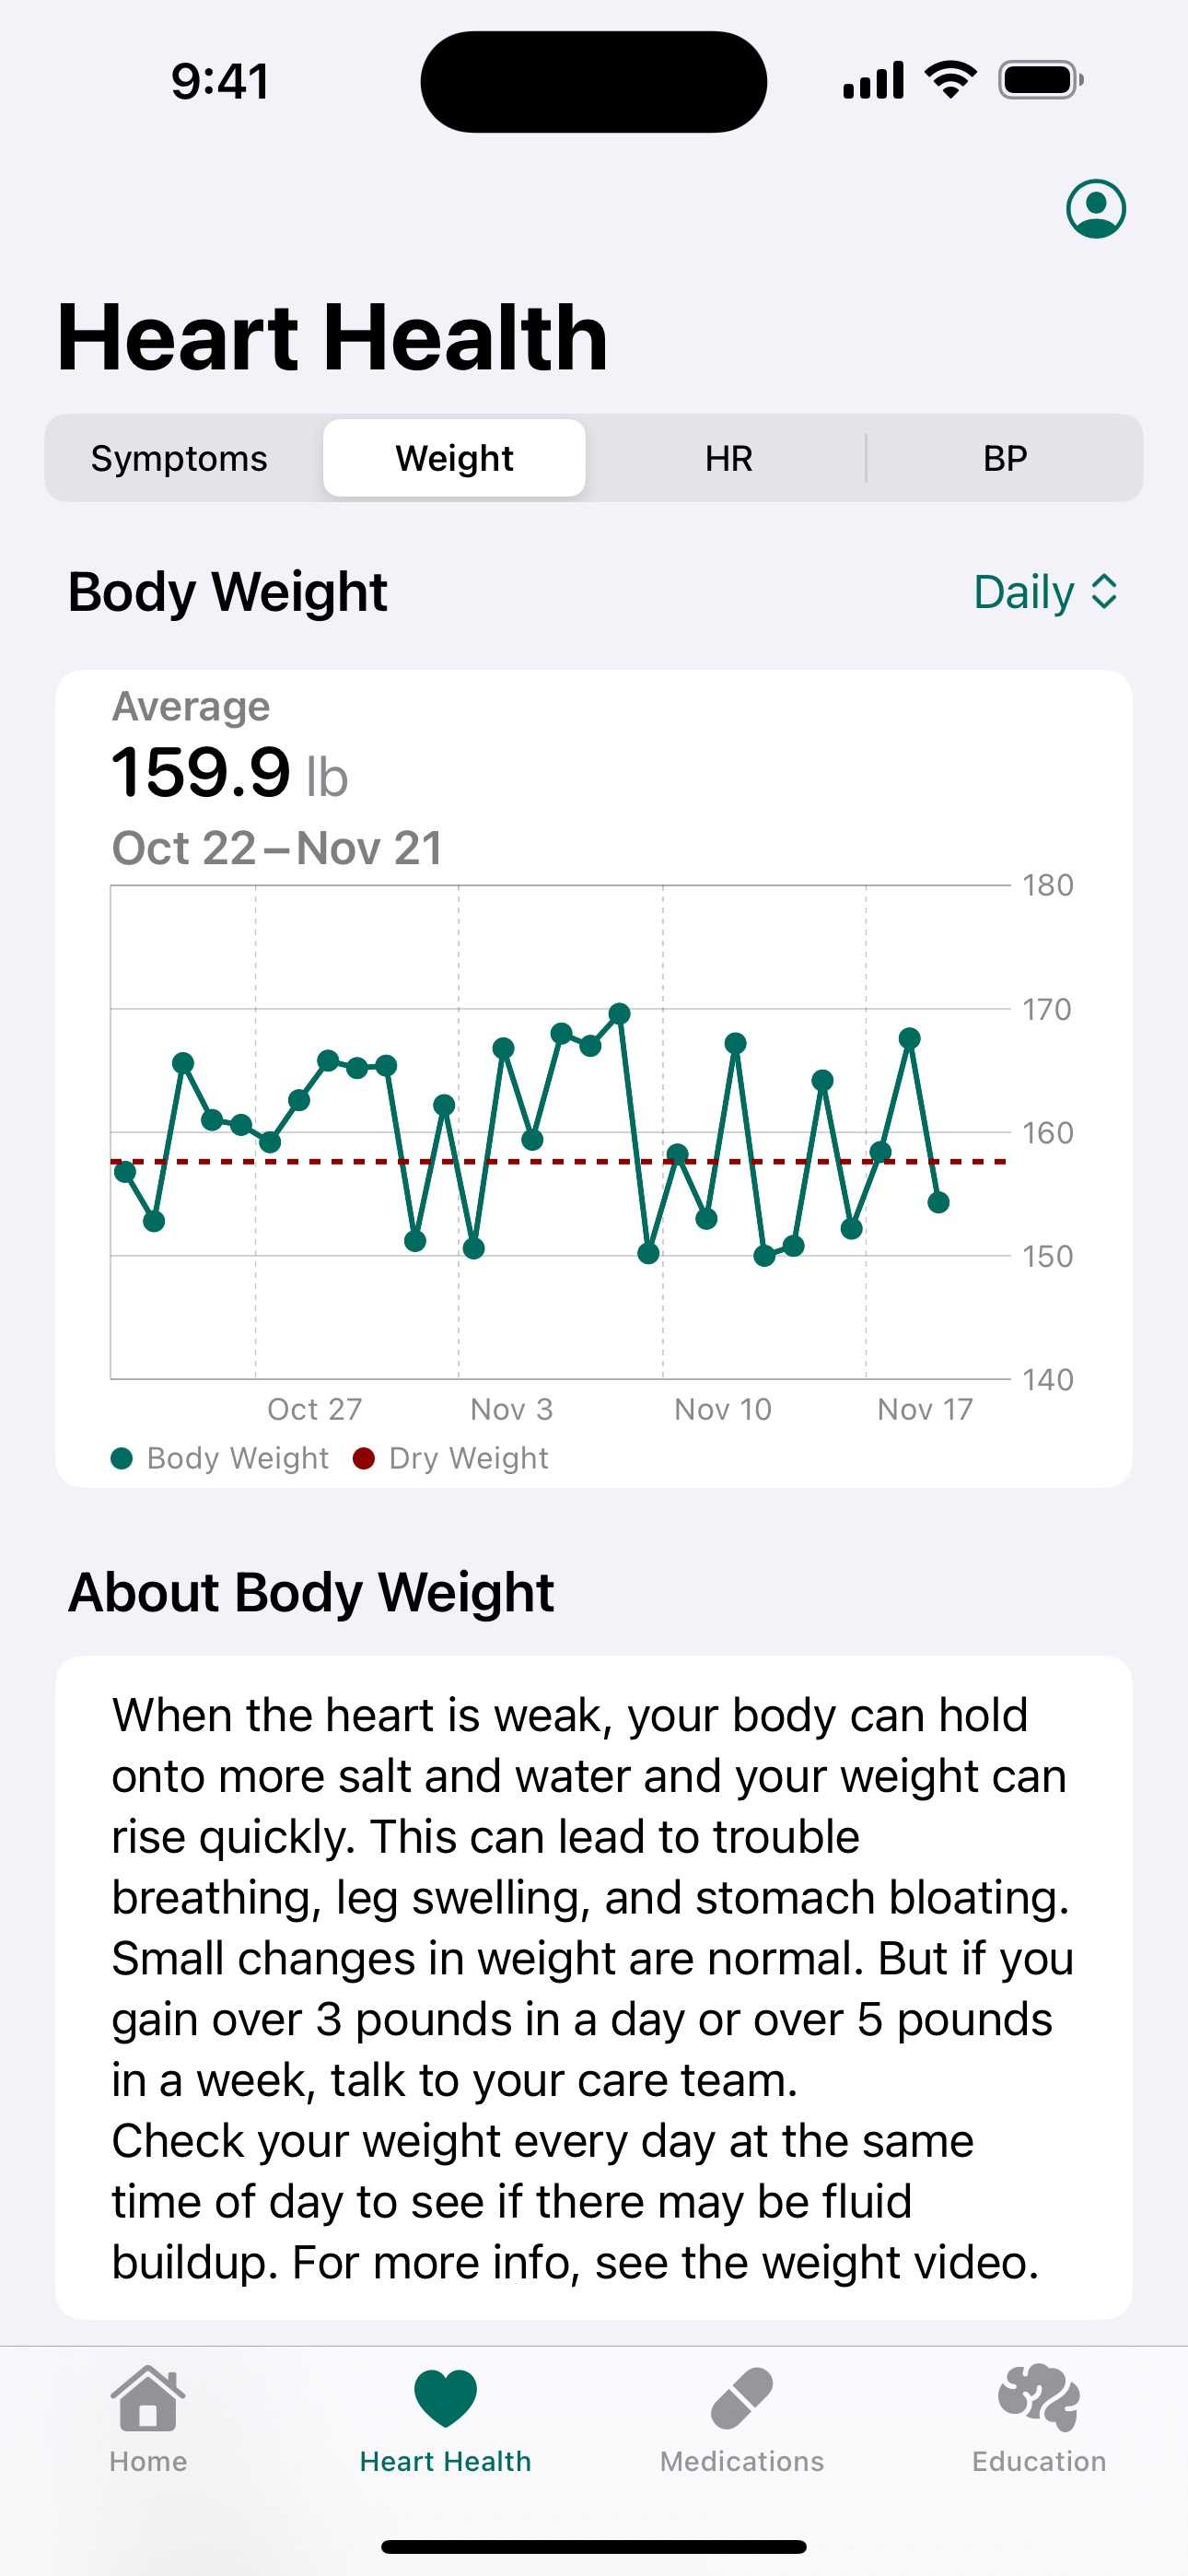 9:41
Heart Health
Symptoms Weight HR BP
Body Weight Daily
Average
159.9 lb
Oct 22–Nov 21
180
170
160
150
140
Oct 27 Nov 3 Nov 10 Nov 17
Body Weight Dry Weight
About Body Weight
When the heart is weak, your body can hold
onto more salt and water and your weight can
rise quickly. This can lead to trouble
breathing, leg swelling, and stomach bloating.
Small changes in weight are normal. But if you
gain over 3 pounds in a day or over 5 pounds
in a week, talk to your care team.
Check your weight every day at the same
time of day to see if there may be fluid
buildup. For more info, see the weight video.
Home Heart Health Medications Education